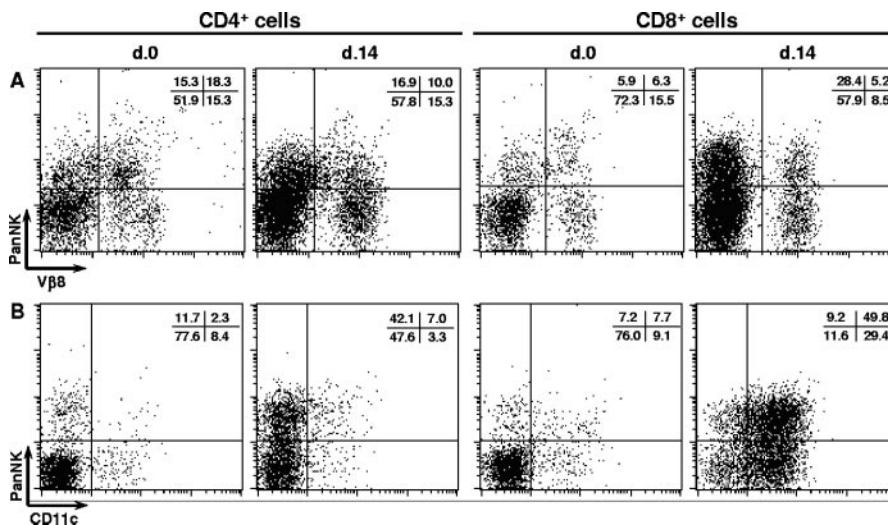 CD4⁺ cells CD8⁺ cells
d.0 d.14 d.0 d.14
A
15.3 18.3 16.9 10.0 5.9 6.3 28.4 5.2
51.9 15.3 57.8 15.3 72.3 15.5 57.9 8.5
PanNK
Vβ8
B
11.7 2.3 42.1 7.0 7.2 7.7 9.2 49.8
77.6 8.4 47.6 3.3 76.0 9.1 11.6 29.4
PanNK
CD11c